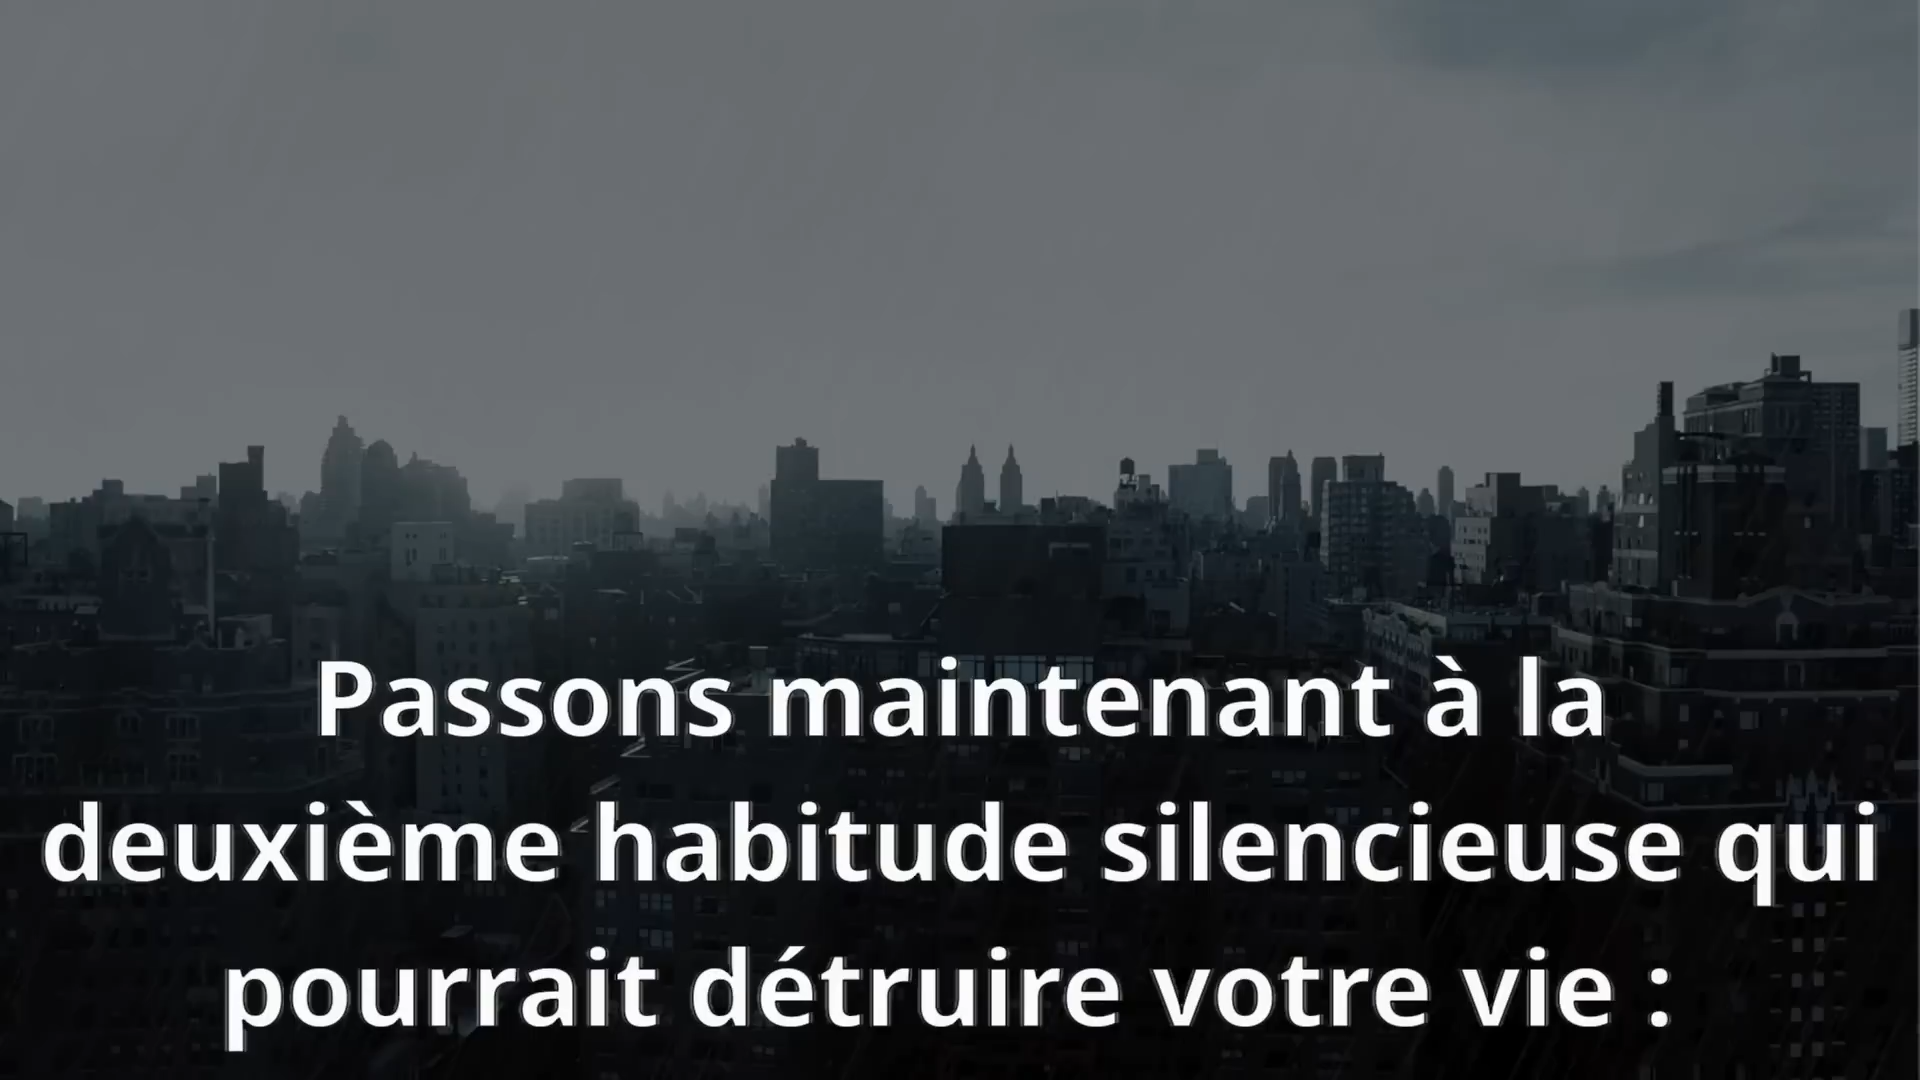 Passons maintenant à la
deuxième habitude silencieuse qui
pourrait détruire votre vie :